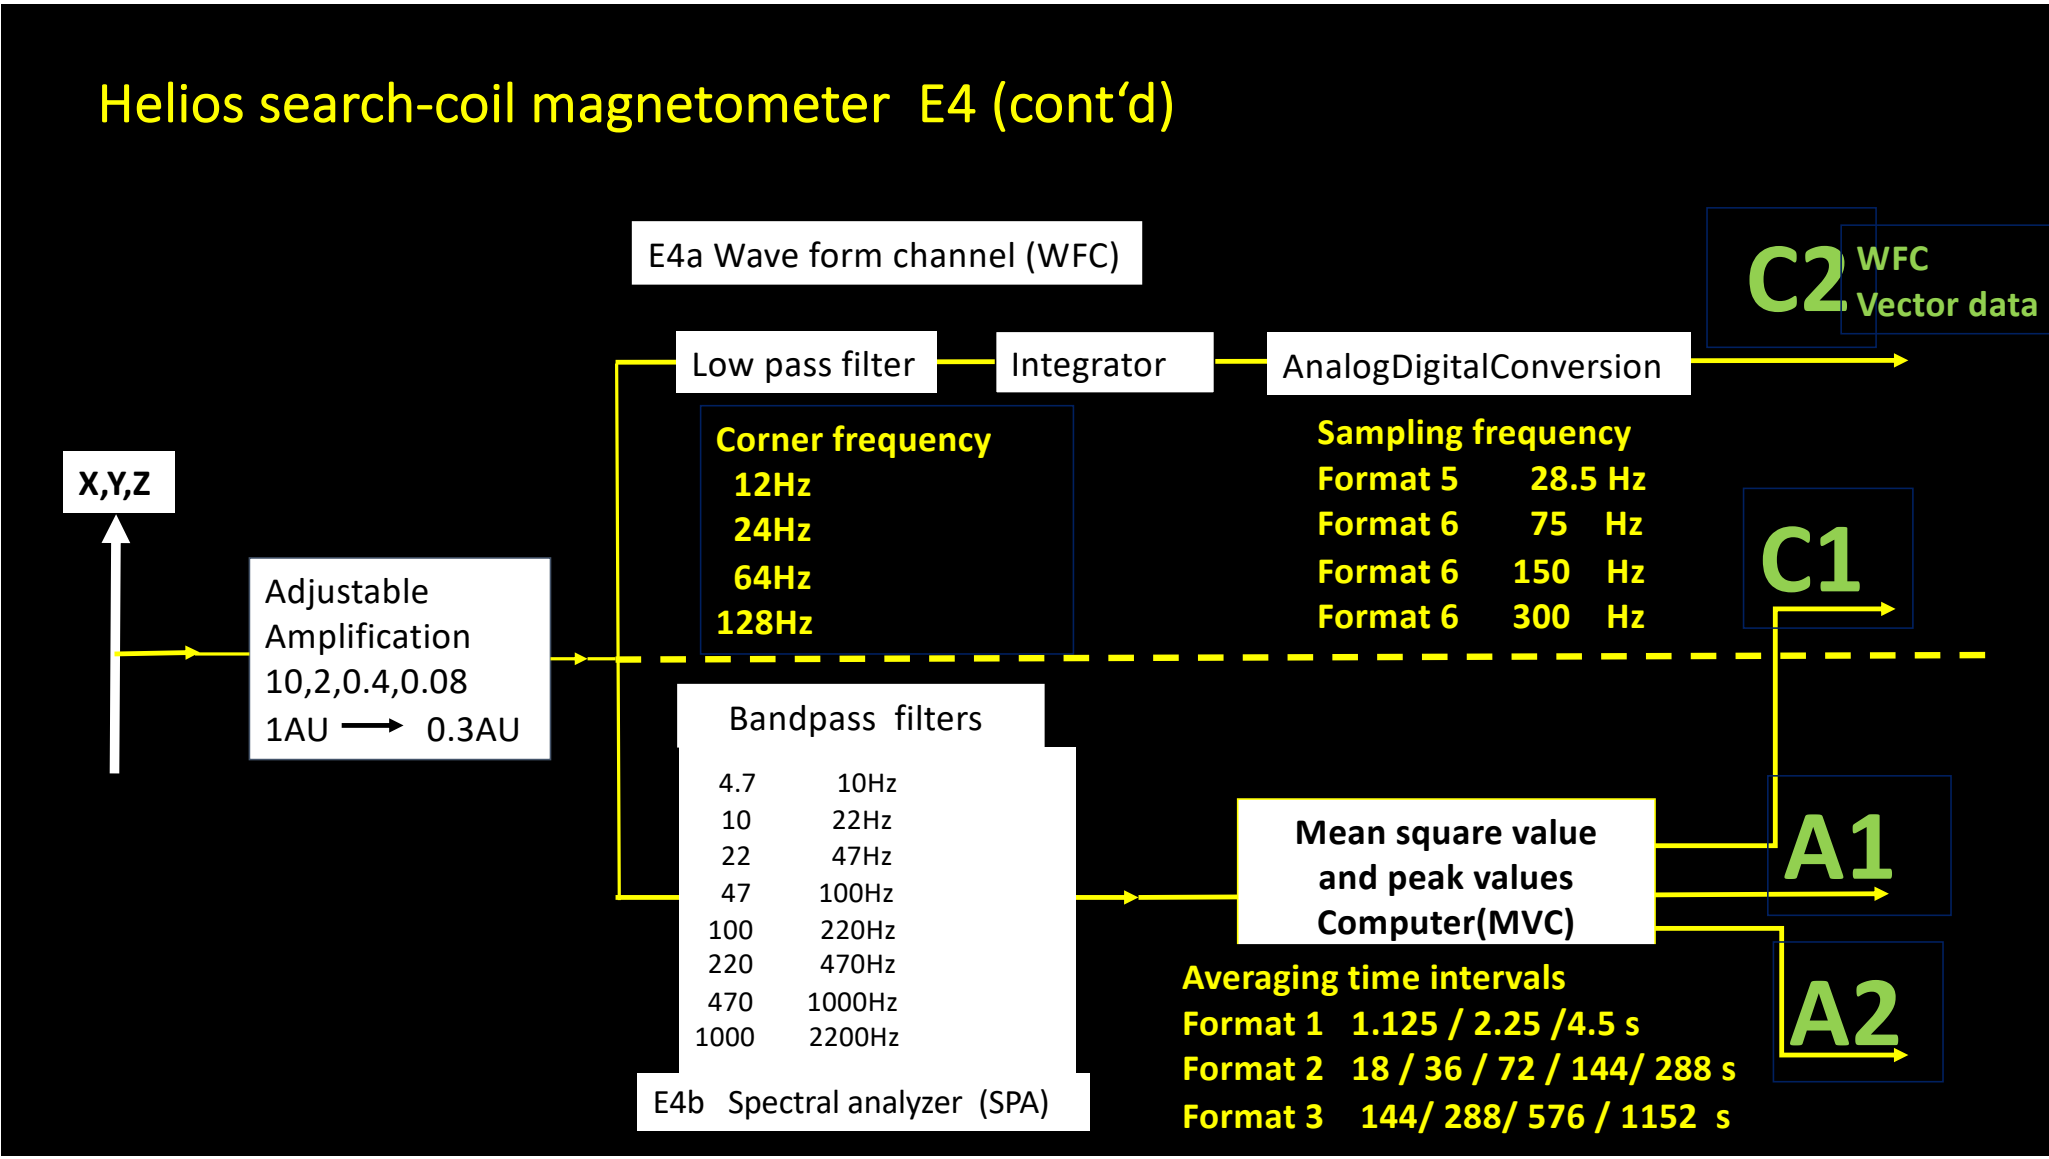 Helios search-coil magnetometer  E4 (cont‘d)
E4a Wave form channel (WFC)
C2
WFC
Vector data
Low pass filter
Integrator
AnalogDigitalConversion
Corner frequency
12Hz
24Hz
64Hz
128Hz
Sampling frequency
Format 5 28.5 Hz
Format 6 75 Hz
Format 6 150 Hz
Format 6 300 Hz
X,Y,Z
C1
Adjustable
Amplification
10,2,0.4,0.08
1AU 0.3AU
Bandpass filters
4.7 10Hz
10 22Hz
22 47Hz
47 100Hz
100 220Hz
220 470Hz
470 1000Hz
1000 2200Hz
E4b Spectral analyzer (SPA)
Mean square value
and peak values
Computer(MVC)
A1
A2
Averaging time intervals
Format 1 1.125 / 2.25 /4.5 s
Format 2 18 / 36 / 72 / 144/ 288 s
Format 3 144/ 288/ 576 / 1152 s